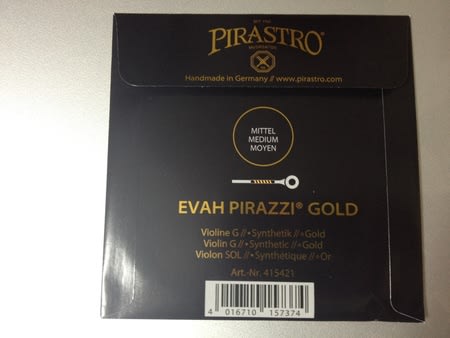 PIRASTRO®
Handmade in Germany // www.pirastro.com
MITTEL
MEDIUM
MOYEN
EVAH PIRAZZI® GOLD
Violine G // • Synthetik // • Gold
Violin G // • Synthetic // • Gold
Violon SOL // • Synthétique // • Or
Art.-Nr. 415421
4 016710 157374